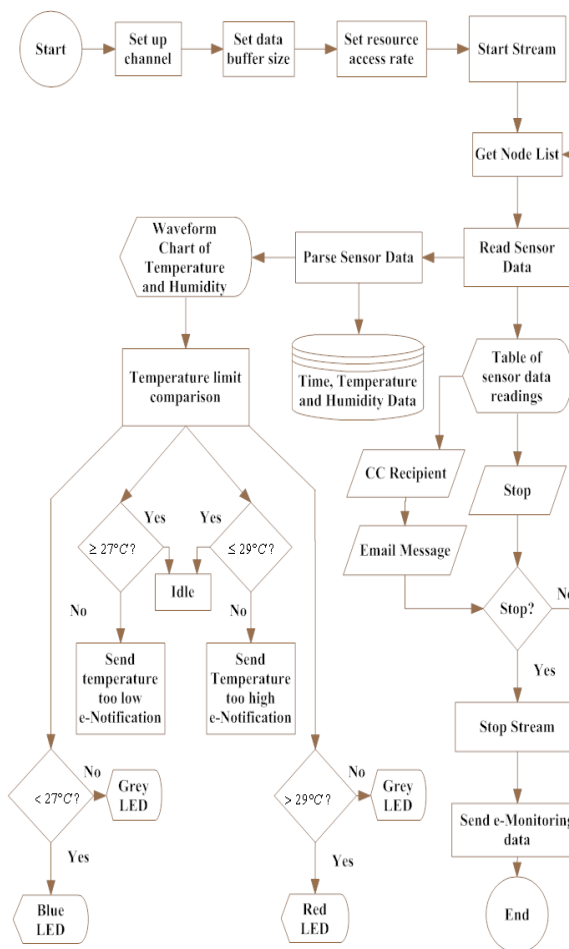 Start
Set up
channel
Set data
buffer size
Set resource
access rate
Start Stream
Get Node List
Waveform
Chart of
Temperature
and Humidity
Parse Sensor Data
Read Sensor
Data
Temperature limit
comparison
Time, Temperature
and Humidity Data
Table of
sensor data
readings
CC Recipient
Stop
Email Message
Yes
Yes
≥ 27°C?
≤ 29°C?
Idle
No
No
Stop?
No
Send
temperature
too low
e-Notification
Send
Temperature
too high
e-Notification
Yes
Stop Stream
< 27°C?
No
Grey
LED
> 29°C?
No
Grey
LED
Send e-Monitoring
data
Yes
Yes
Blue
LED
Red
LED
End